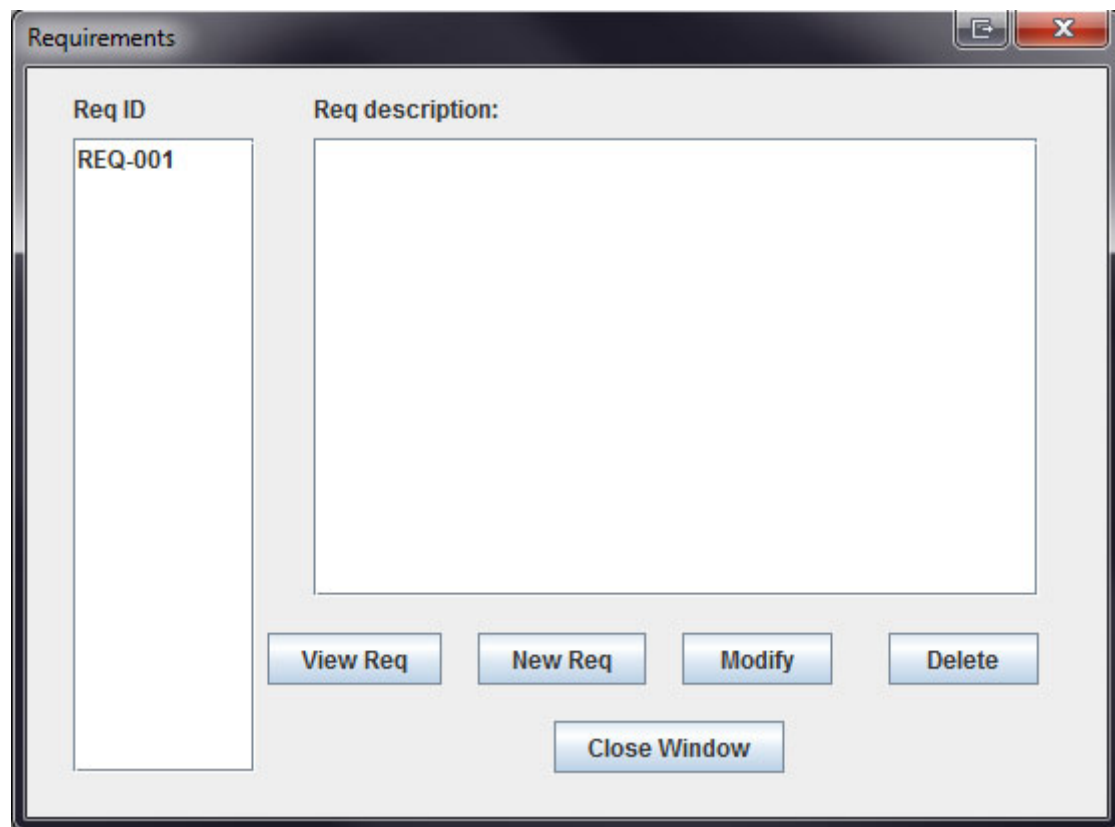 Requirements
Req ID
Req description:
REQ-001
View Req
New Req
Modify
Delete
Close Window